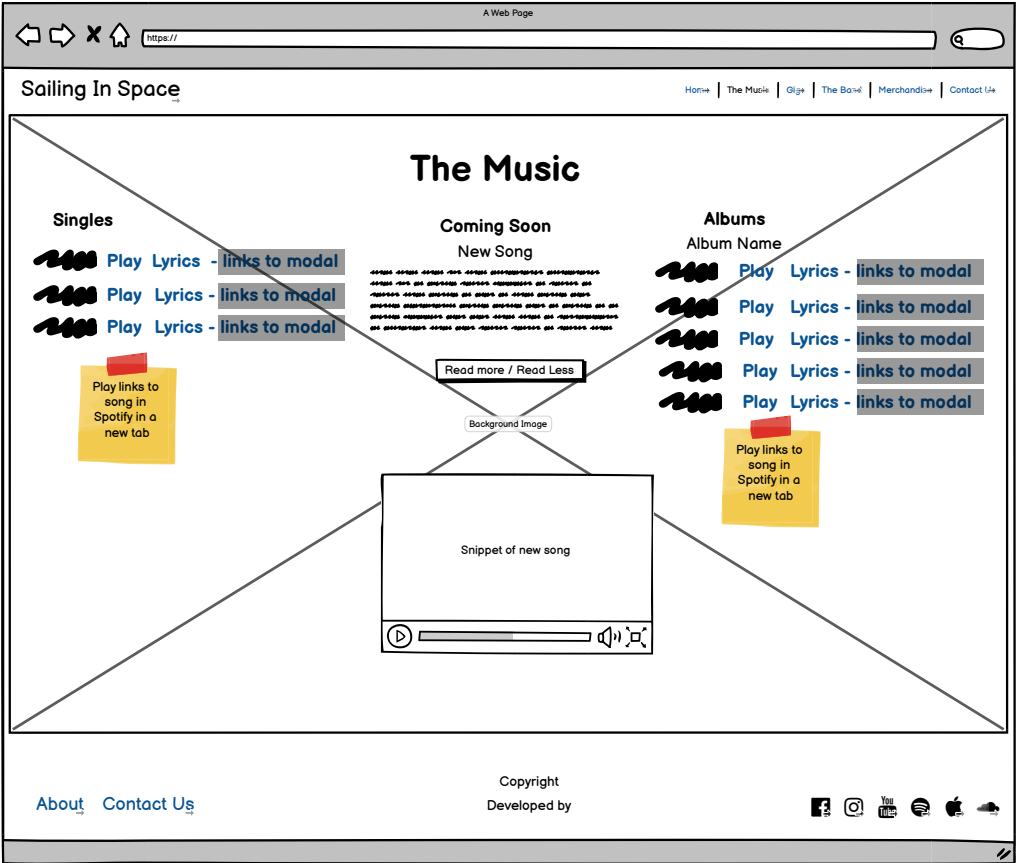 A Web Page
https://
Sailing In Space
Home | The Music | Gigs | The Band | Merchandise | Contact Us
The Music
Singles
Play Lyrics - links to modal
Play Lyrics - links to modal
Play Lyrics - links to modal
Play links to
song in
Spotify in a
new tab
Coming Soon
New Song
Read more / Read Less
Background Image
Snippet of new song
Albums
Album Name
Play Lyrics - links to modal
Play Lyrics - links to modal
Play Lyrics - links to modal
Play Lyrics - links to modal
Play Lyrics - links to modal
Play links to
song in
Spotify in a
new tab
About Contact Us
Copyright
Developed by
You
Tube